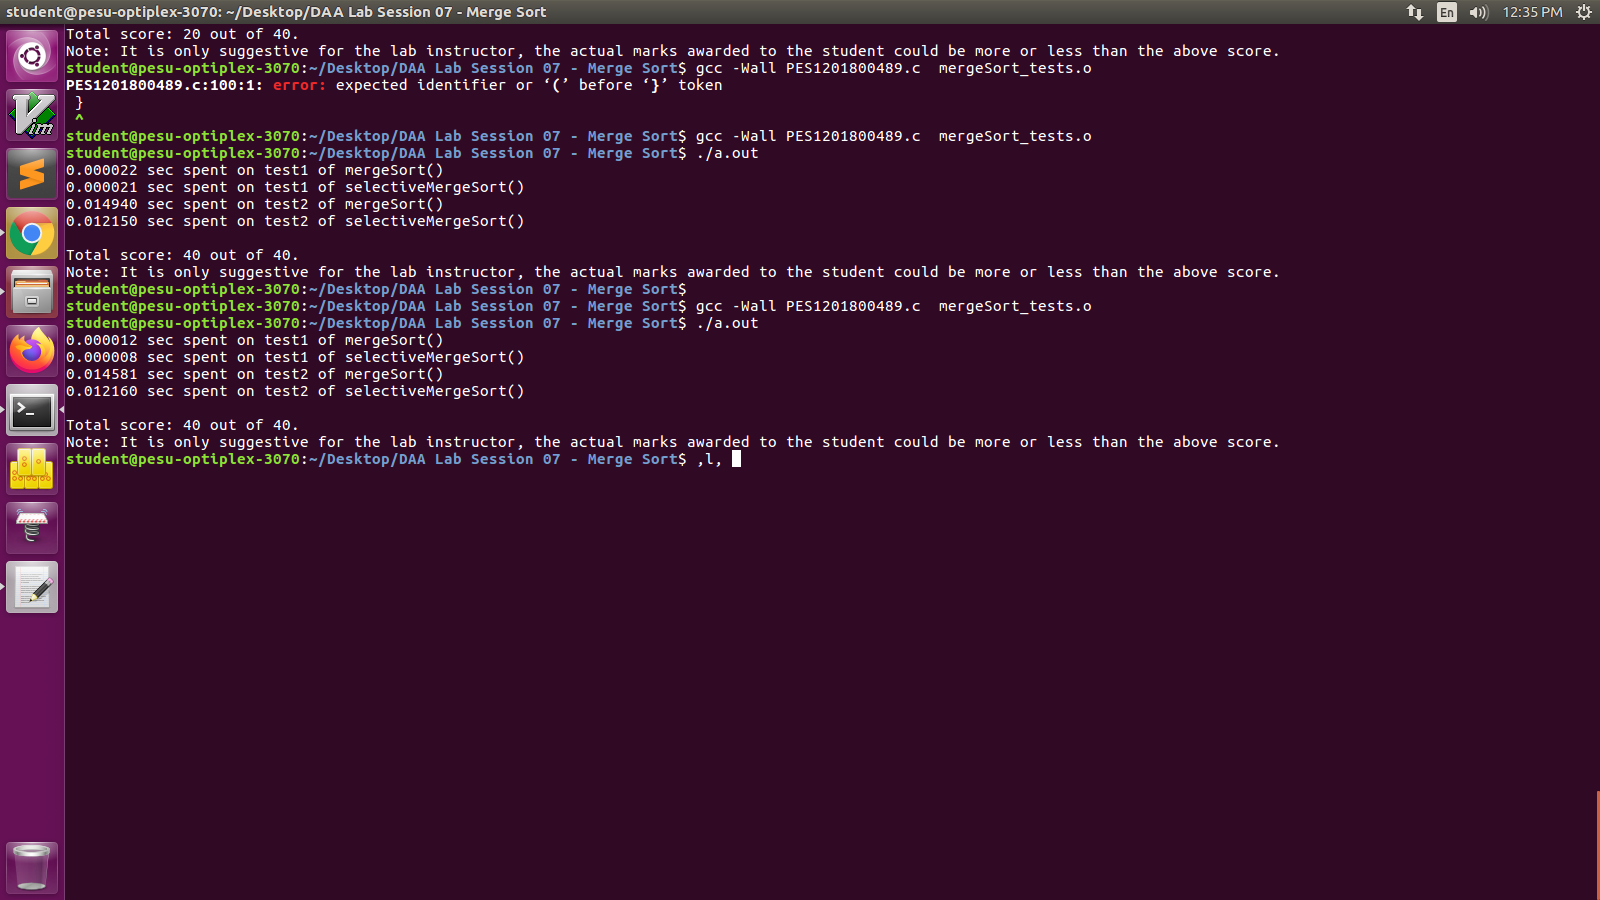 student@pesu-optiplex-3070: ~/Desktop/DAA Lab Session 07 - Merge Sort
En
12:35 PM
Total score: 20 out of 40.
Note: It is only suggestive for the lab instructor, the actual marks awarded to the student could be more or less than the above score.
student@pesu-optiplex-3070:~/Desktop/DAA Lab Session 07 - Merge Sort$ gcc -Wall PES1201800489.c  mergeSort_tests.o
PES1201800489.c:100:1: error: expected identifier or ‘(’ before ‘}’ token
 }
 ^
student@pesu-optiplex-3070:~/Desktop/DAA Lab Session 07 - Merge Sort$ gcc -Wall PES1201800489.c  mergeSort_tests.o
student@pesu-optiplex-3070:~/Desktop/DAA Lab Session 07 - Merge Sort$ ./a.out
0.000022 sec spent on test1 of mergeSort()
0.000021 sec spent on test1 of selectiveMergeSort()
0.014940 sec spent on test2 of mergeSort()
0.012150 sec spent on test2 of selectiveMergeSort()
Total score: 40 out of 40.
Note: It is only suggestive for the lab instructor, the actual marks awarded to the student could be more or less than the above score.
student@pesu-optiplex-3070:~/Desktop/DAA Lab Session 07 - Merge Sort$
student@pesu-optiplex-3070:~/Desktop/DAA Lab Session 07 - Merge Sort$ gcc -Wall PES1201800489.c  mergeSort_tests.o
student@pesu-optiplex-3070:~/Desktop/DAA Lab Session 07 - Merge Sort$ ./a.out
0.000012 sec spent on test1 of mergeSort()
0.000008 sec spent on test1 of selectiveMergeSort()
0.014581 sec spent on test2 of mergeSort()
0.012160 sec spent on test2 of selectiveMergeSort()
Total score: 40 out of 40.
Note: It is only suggestive for the lab instructor, the actual marks awarded to the student could be more or less than the above score.
student@pesu-optiplex-3070:~/Desktop/DAA Lab Session 07 - Merge Sort$ ,l,
Vim
>_